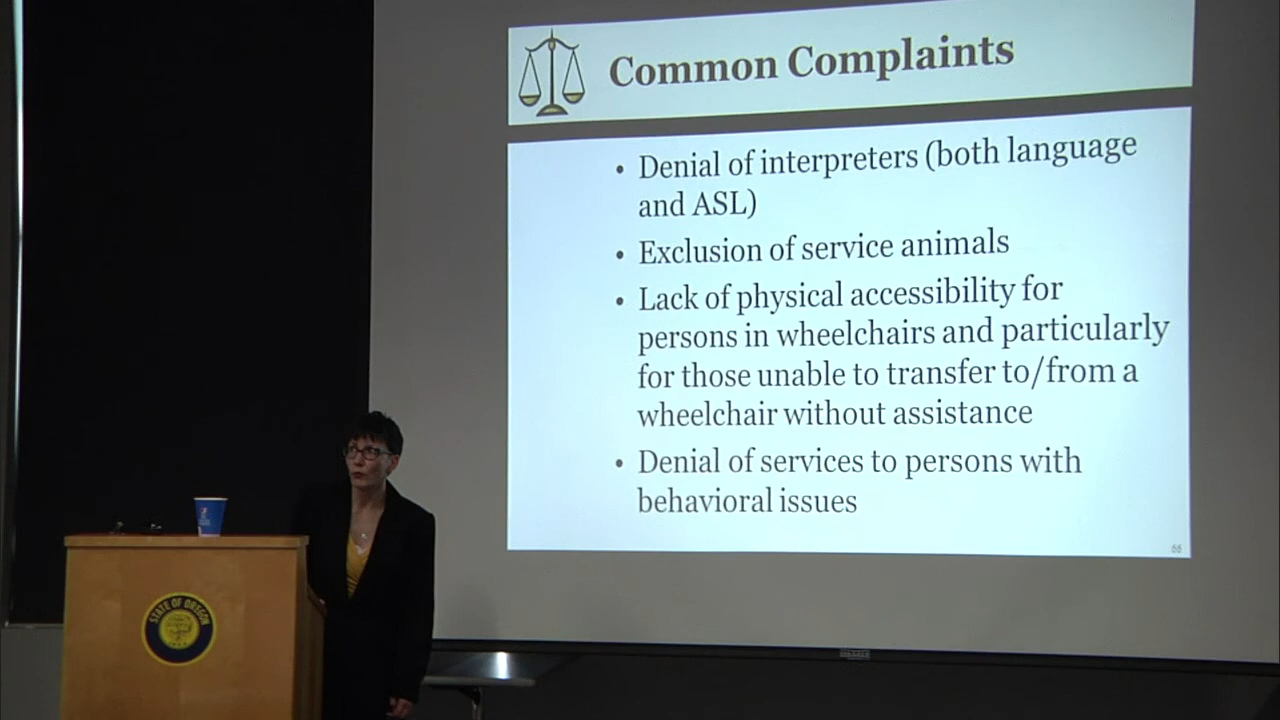 Common Complaints
• Denial of interpreters (both language
and ASL)
• Exclusion of service animals
• Lack of physical accessibility for
persons in wheelchairs and particularly
for those unable to transfer to/from a
wheelchair without assistance
• Denial of services to persons with
behavioral issues
66
STATE OF OREGON